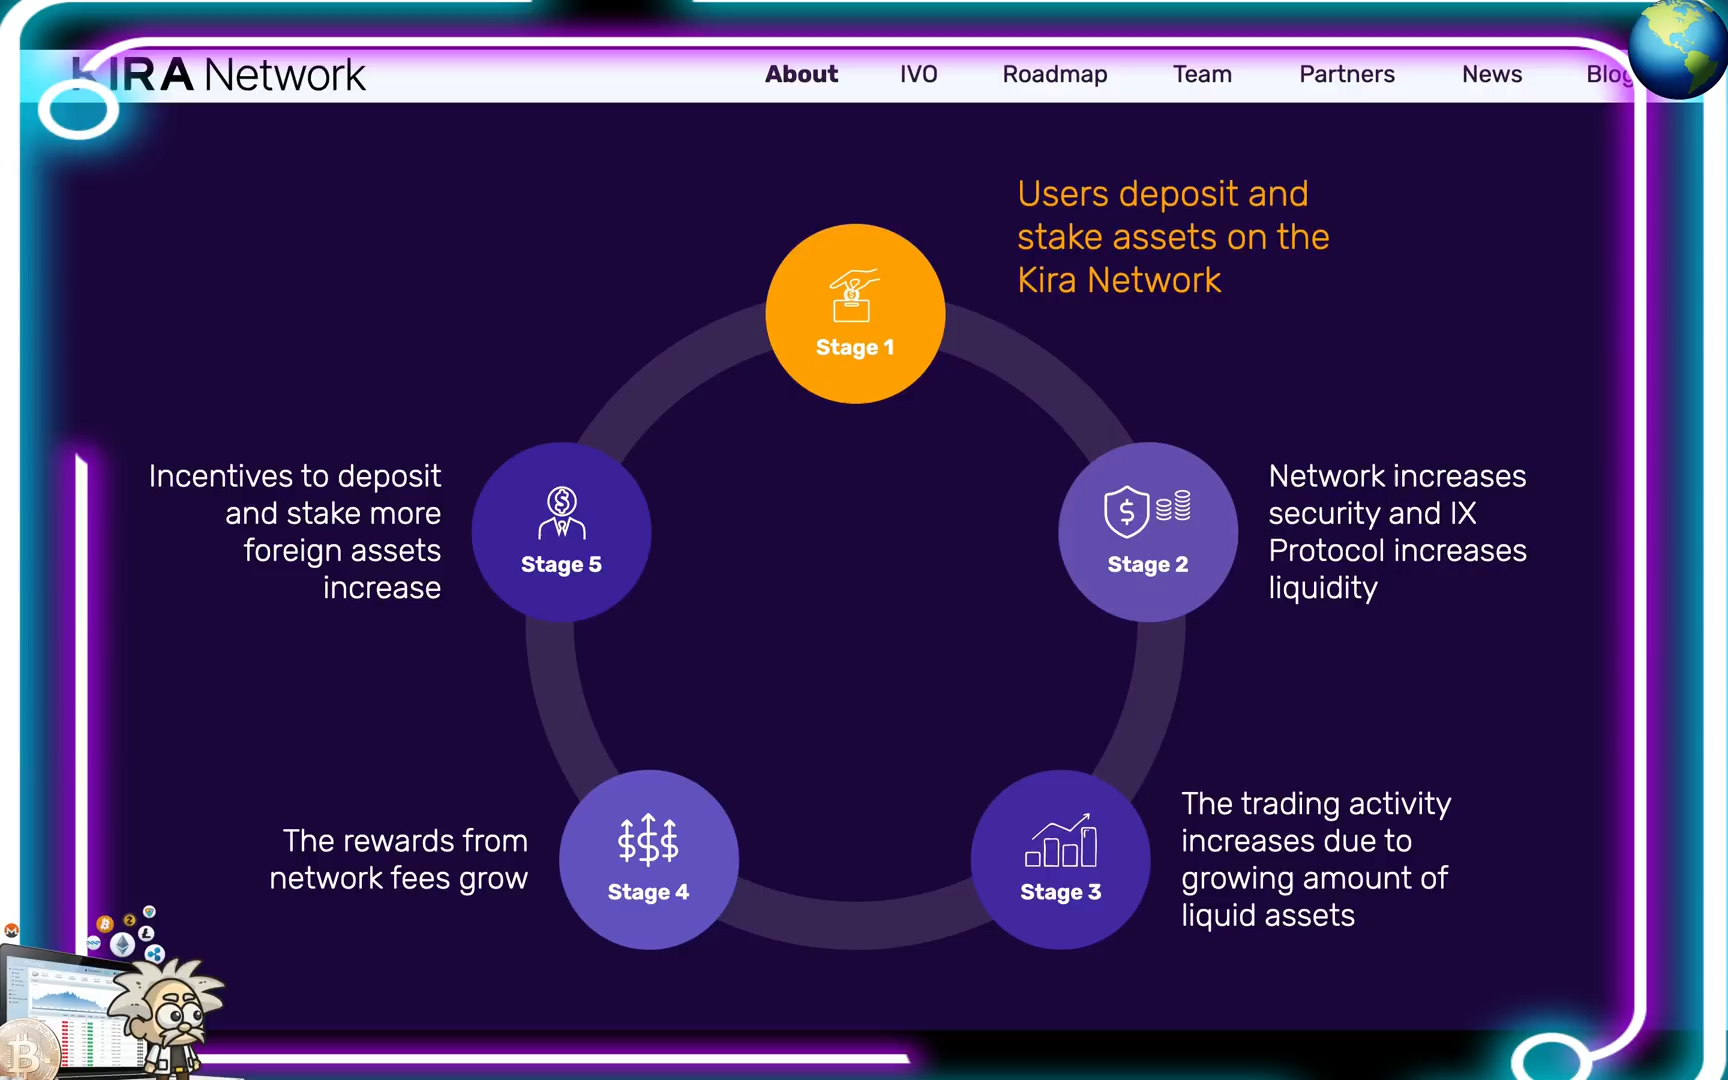 KIRA Network
About IVO Roadmap Team Partners News Blog
Users deposit and
stake assets on the
Kira Network
Stage 1
Network increases
security and IX
Protocol increases
liquidity
Stage 2
The trading activity
increases due to
growing amount of
liquid assets
Stage 3
The rewards from
network fees grow
Stage 4
Incentives to deposit
and stake more
foreign assets
increase
Stage 5